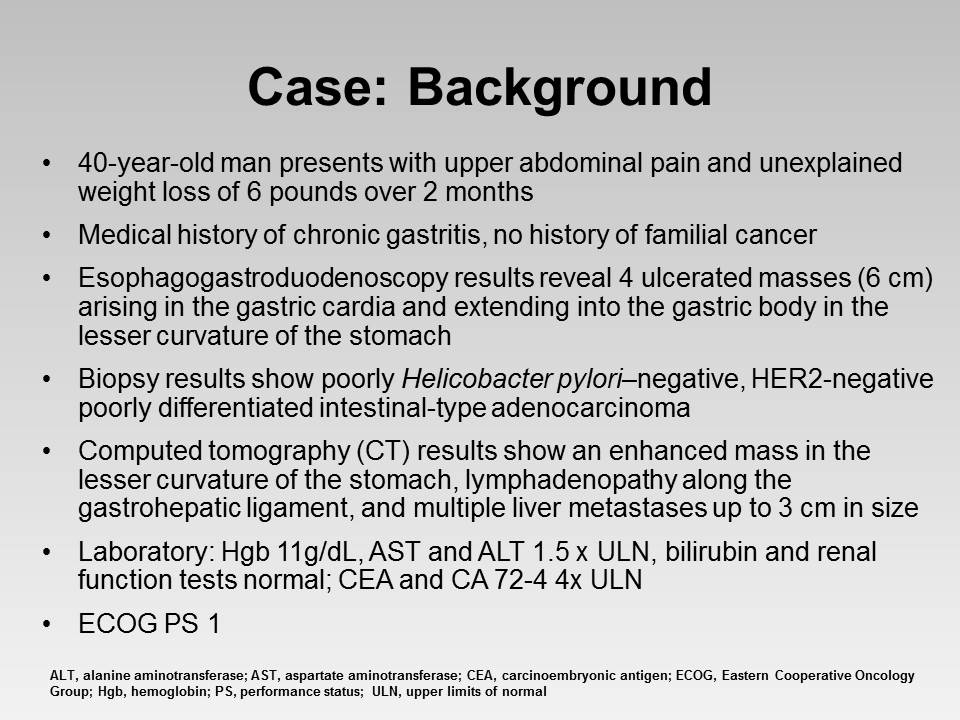 Case: Background
• 40-year-old man presents with upper abdominal pain and unexplained
weight loss of 6 pounds over 2 months
• Medical history of chronic gastritis, no history of familial cancer
• Esophagogastroduodenoscopy results reveal 4 ulcerated masses (6 cm)
arising in the gastric cardia and extending into the gastric body in the
lesser curvature of the stomach
• Biopsy results show poorly Helicobacter pylori–negative, HER2-negative
poorly differentiated intestinal-type adenocarcinoma
• Computed tomography (CT) results show an enhanced mass in the
lesser curvature of the stomach, lymphadenopathy along the
gastrohepatic ligament, and multiple liver metastases up to 3 cm in size
• Laboratory: Hgb 11g/dL, AST and ALT 1.5 x ULN, bilirubin and renal
function tests normal; CEA and CA 72-4 4x ULN
• ECOG PS 1
ALT, alanine aminotransferase; AST, aspartate aminotransferase; CEA, carcinoembryonic antigen; ECOG, Eastern Cooperative Oncology
Group; Hgb, hemoglobin; PS, performance status; ULN, upper limits of normal